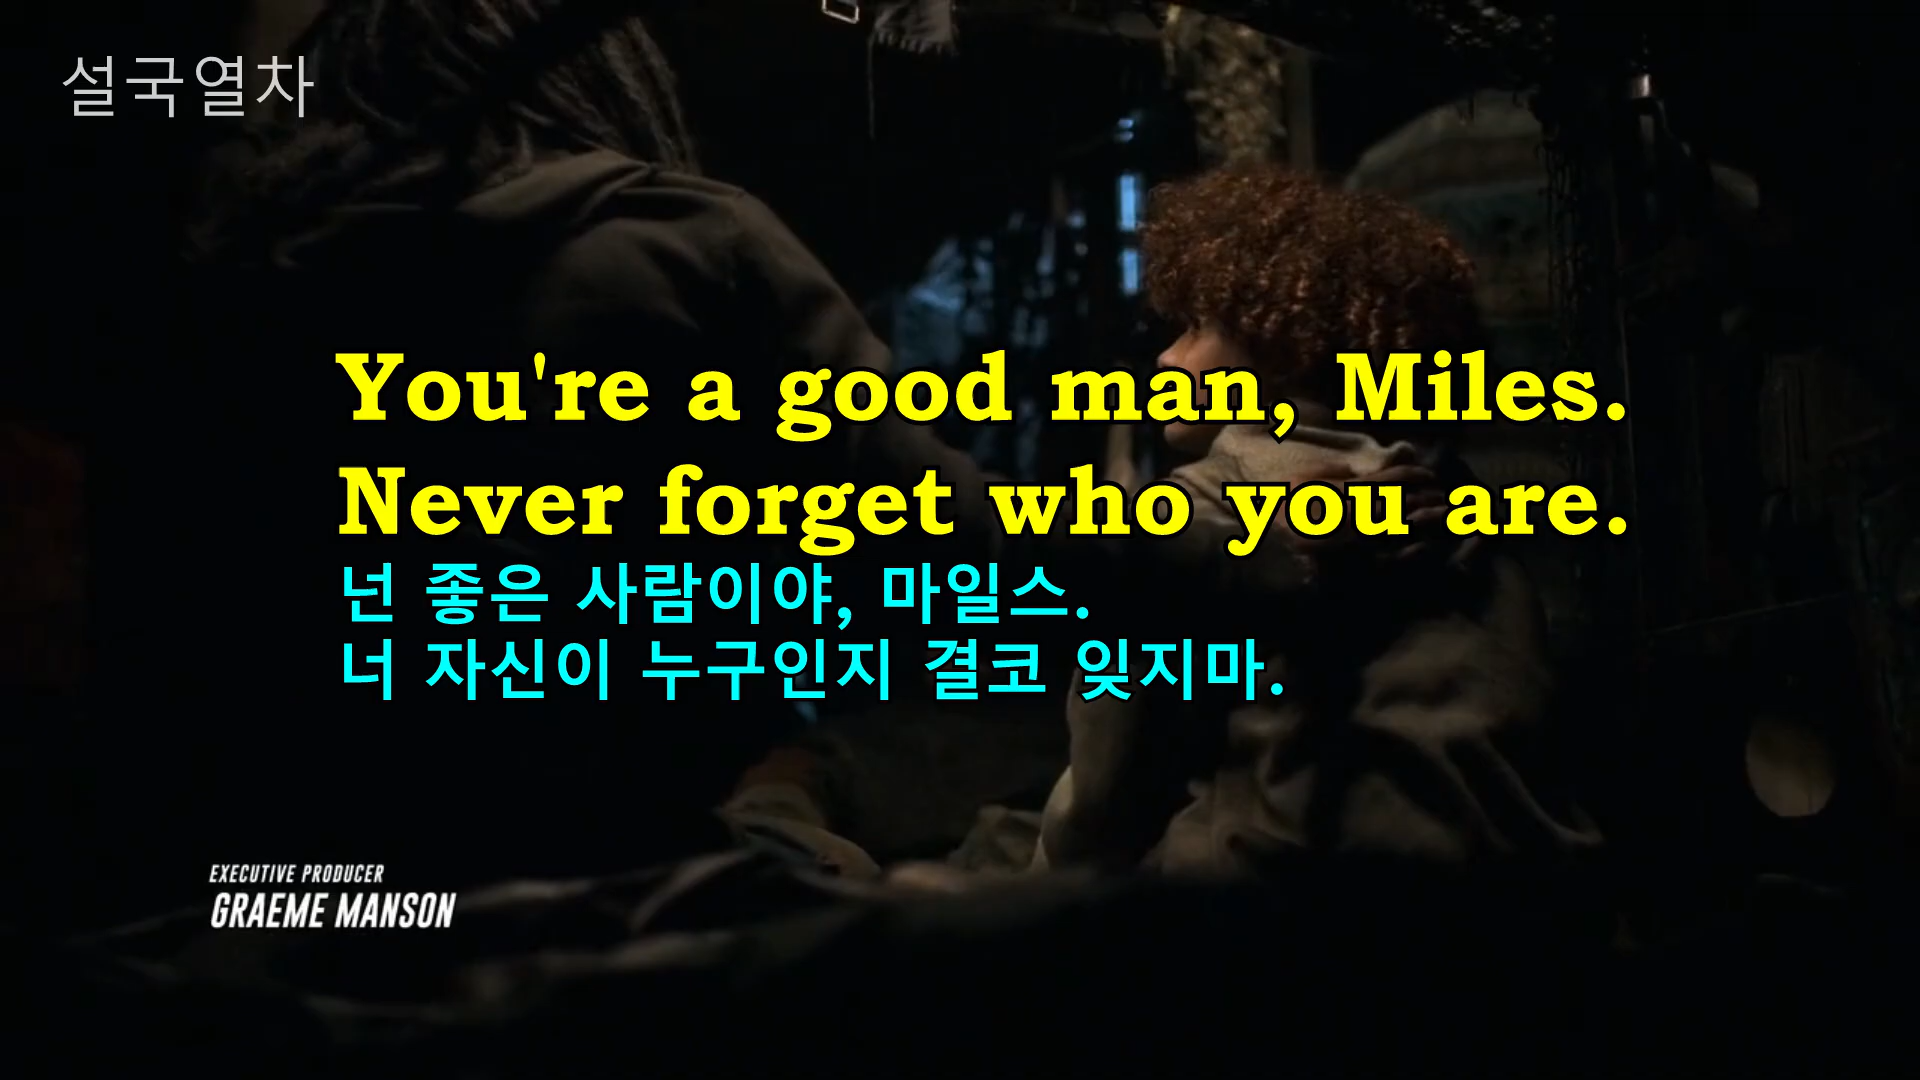 설국열차
You're a good man, Miles.
Never forget who you are.
넌 좋은 사람이야, 마일스.
너 자신이 누구인지 결코 잊지마.
EXECUTIVE PRODUCER
GRAEME MANSON